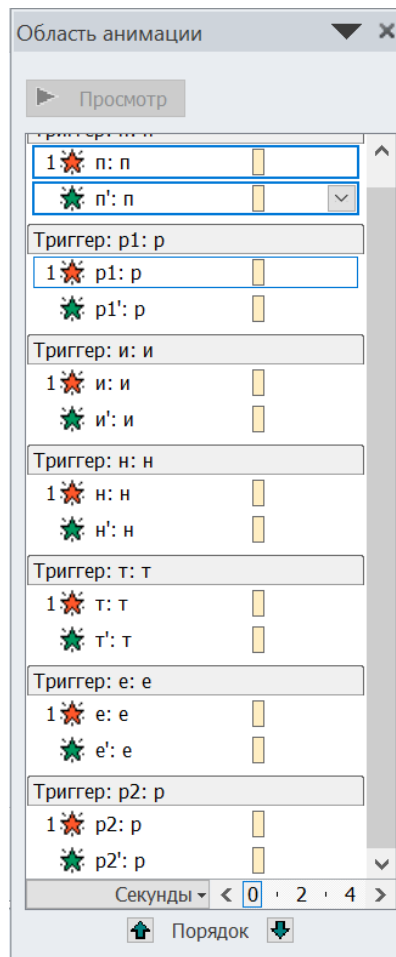 Область анимации
Просмотр
1 п: п
п': п
Триггер: р1: р
1 р1: р
р1': р
Триггер: и: и
1 и: и
и': и
Триггер: н: н
1 н: н
н': н
Триггер: т: т
1 т: т
т': т
Триггер: е: е
1 е: е
е': е
Триггер: р2: р
1 р2: р
р2': р
Секунды 0 2 4
Порядок